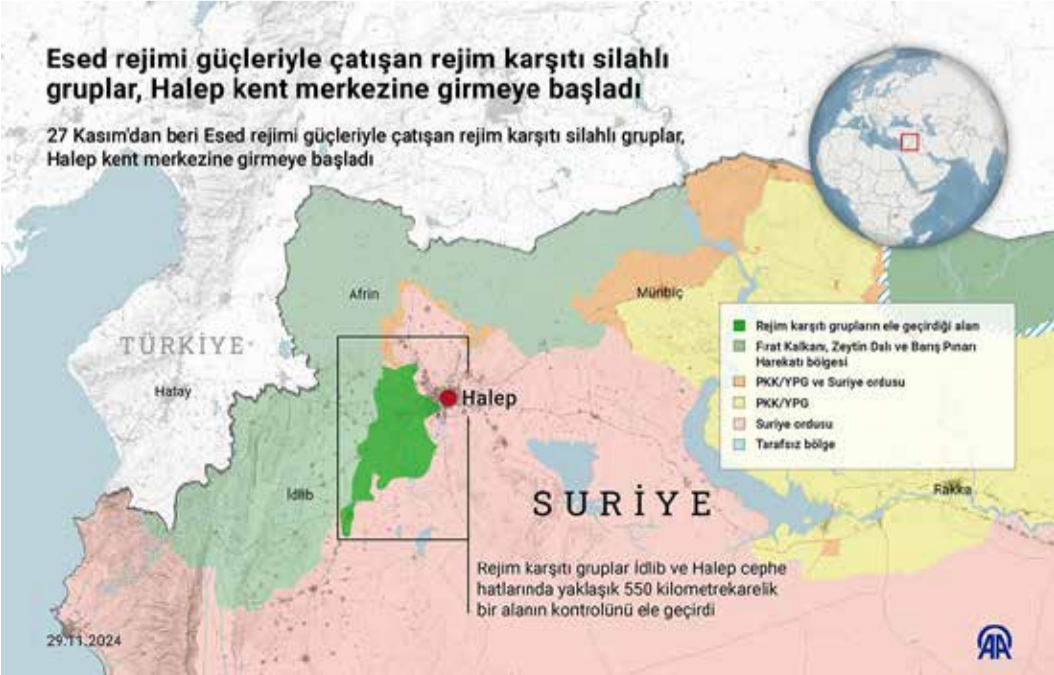 Esed rejimi güçleriyle çatışan rejim karşıtı silahlı
gruplar, Halep kent merkezine girmeye başladı
27 Kasım'dan beri Esed rejimi güçleriyle çatışan rejim karşıtı silahlı gruplar,
Halep kent merkezine girmeye başladı
Afrin
Münbiç
TÜRKİYE
Hatay
Halep
İdlib
SURİYE
Rakka
Rejim karşıtı grupların ele geçirdiği alan
Fırat Kalkanı, Zeytin Dalı ve Barış Pınarı
Harekatı bölgesi
PKK/YPG ve Suriye ordusu
PKK/YPG
Suriye ordusu
Tarafsız bölge
Rejim karşıtı gruplar İdlib ve Halep cephe
hatlarında yaklaşık 550 kilometrekarelik
bir alanın kontrolünü ele geçirdi
29.11.2024
AA